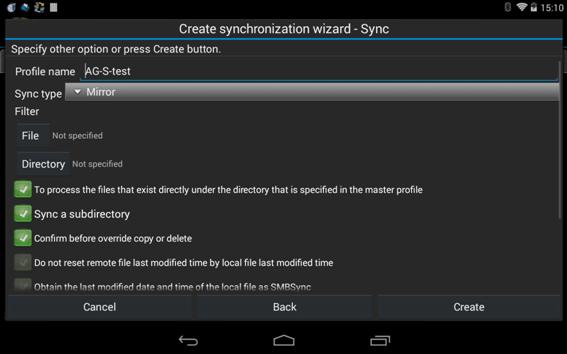 15:10
Create synchronization wizard - Sync
Specify other option or press Create button.
Profile name AG-S-test
Sync type Mirror
Filter
File Not specified
Directory Not specified
To process the files that exist directly under the directory that is specified in the master profile
Sync a subdirectory
Confirm before override copy or delete
Do not reset remote file last modified time by local file last modified time
Obtain the last modified date and time of the local file as SMBSync
Cancel Back Create